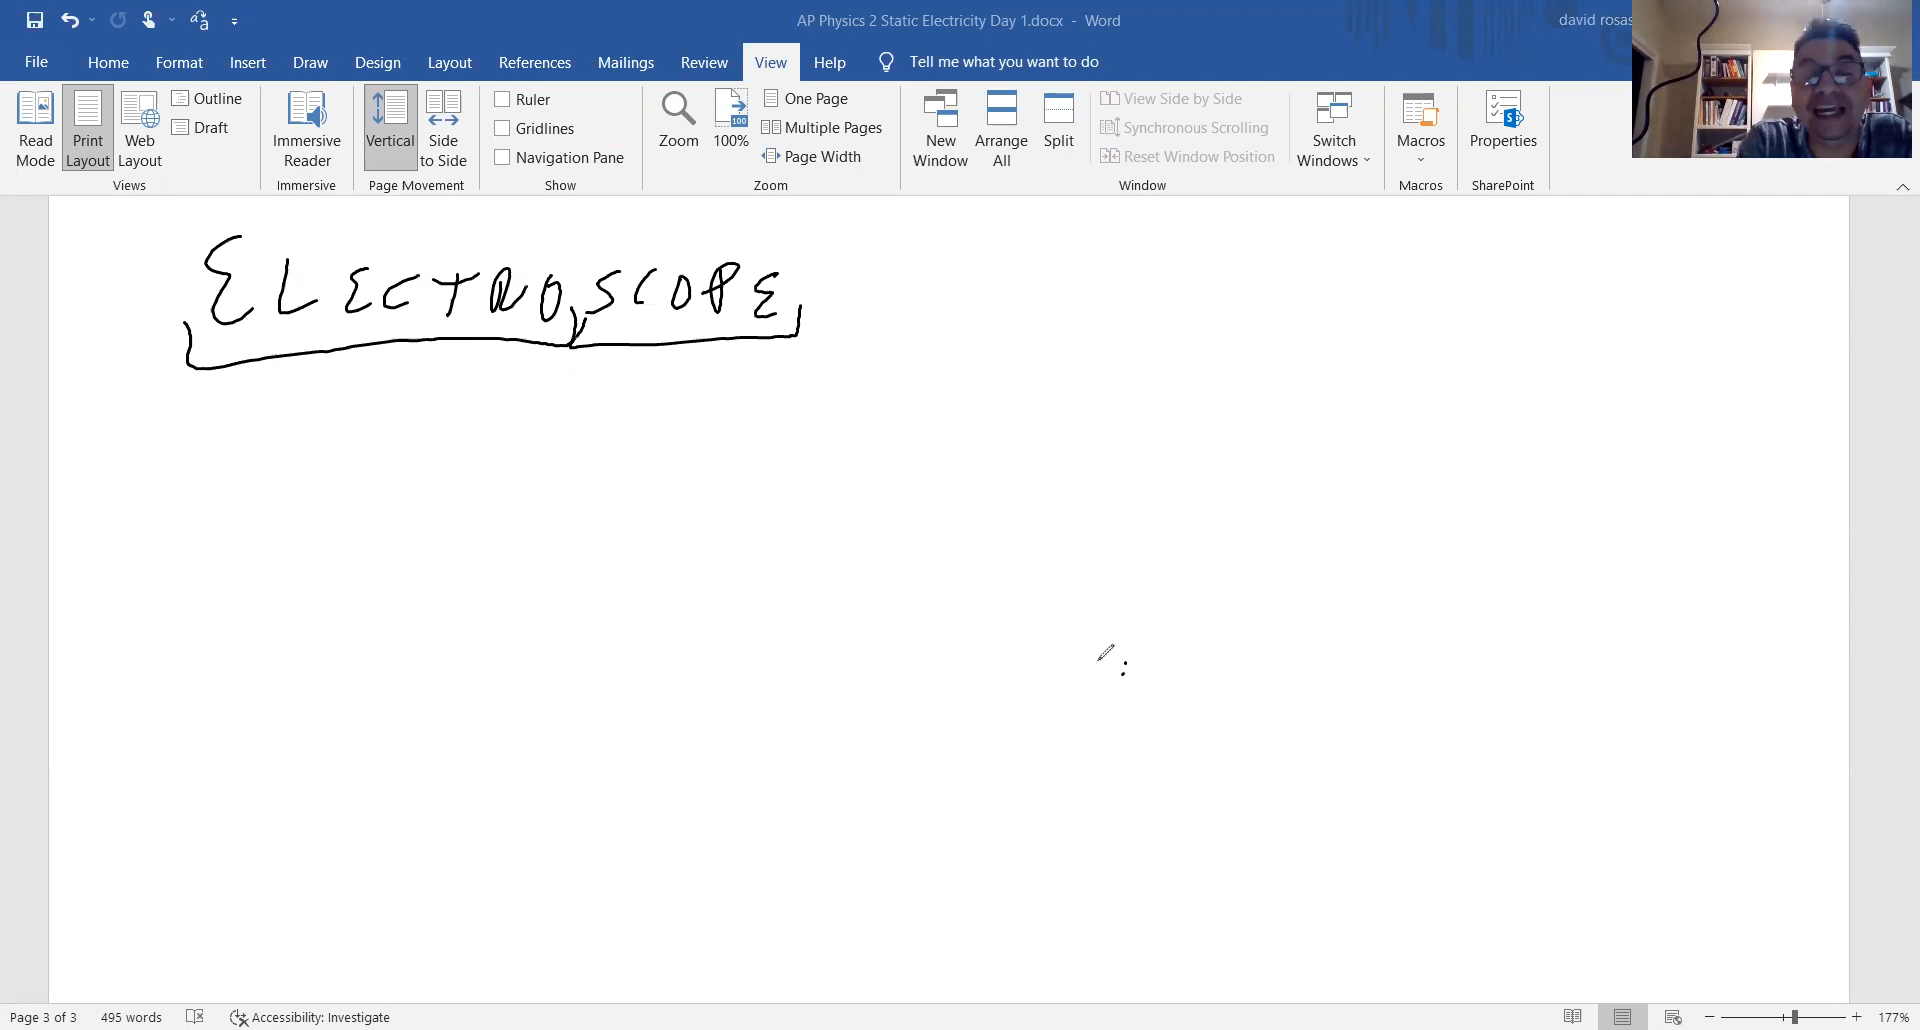 AP Physics 2 Static Electricity Day 1.docx - Word
david rosas
File Home Format Insert Draw Design Layout References Mailings Review View Help Tell me what you want to do
Read Mode
Print Layout
Web Layout
Outline
Draft
Views
Immersive Reader
Immersive
Vertical
Side to Side
Page Movement
Ruler
Gridlines
Navigation Pane
Show
Zoom
100
100%
One Page
Multiple Pages
Page Width
Zoom
New Window
Arrange All
Split
View Side by Side
Synchronous Scrolling
Reset Window Position
Window
Switch Windows
Macros
Macros
S
Properties
SharePoint
ELECTROSCOPE
:
Page 3 of 3 495 words Accessibility: Investigate 177%